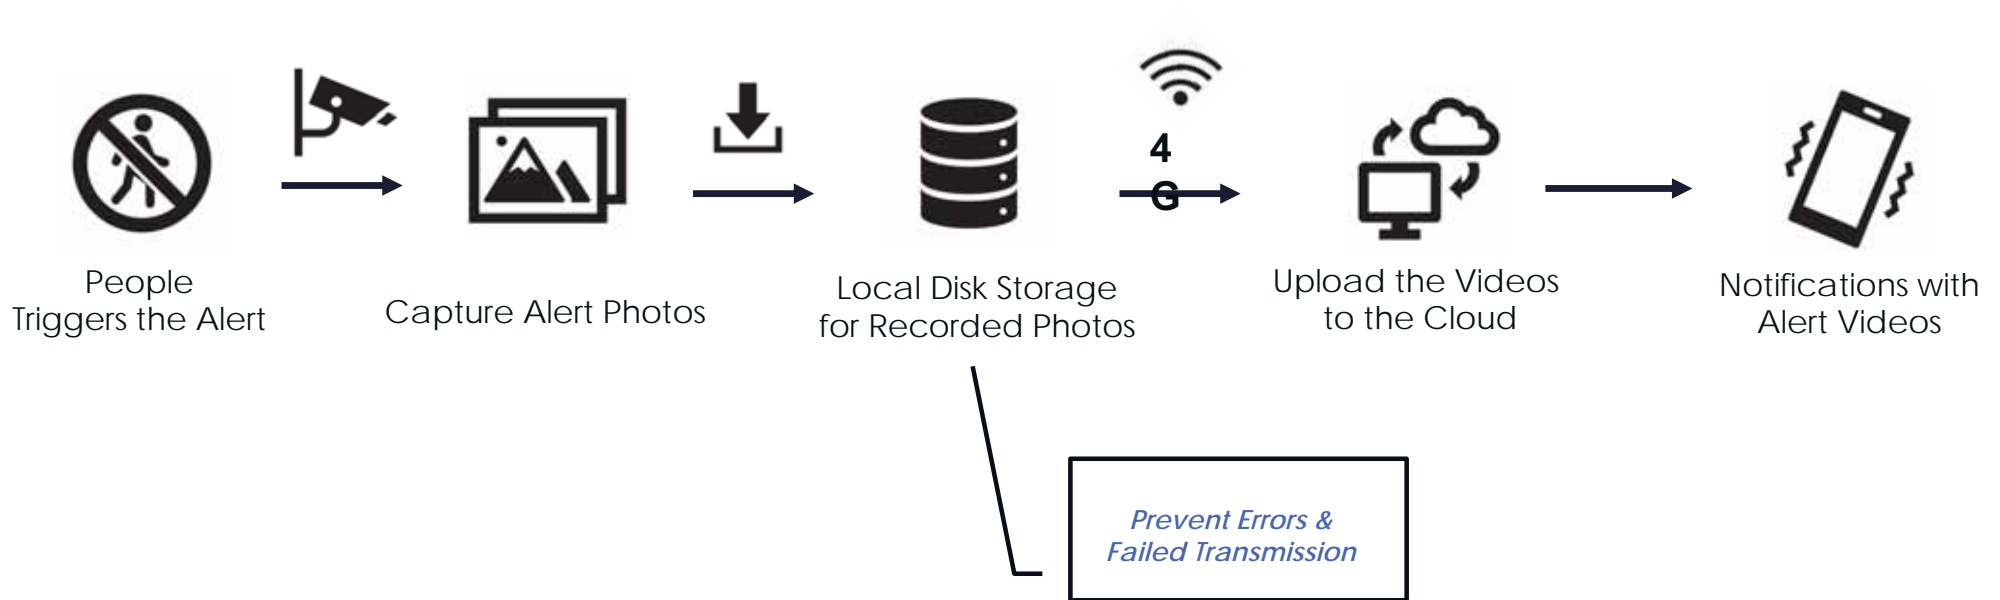 4
G
People
Triggers the Alert
Capture Alert Photos
Local Disk Storage
for Recorded Photos
Upload the Videos
to the Cloud
Notifications with
Alert Videos
Prevent Errors &
Failed Transmission